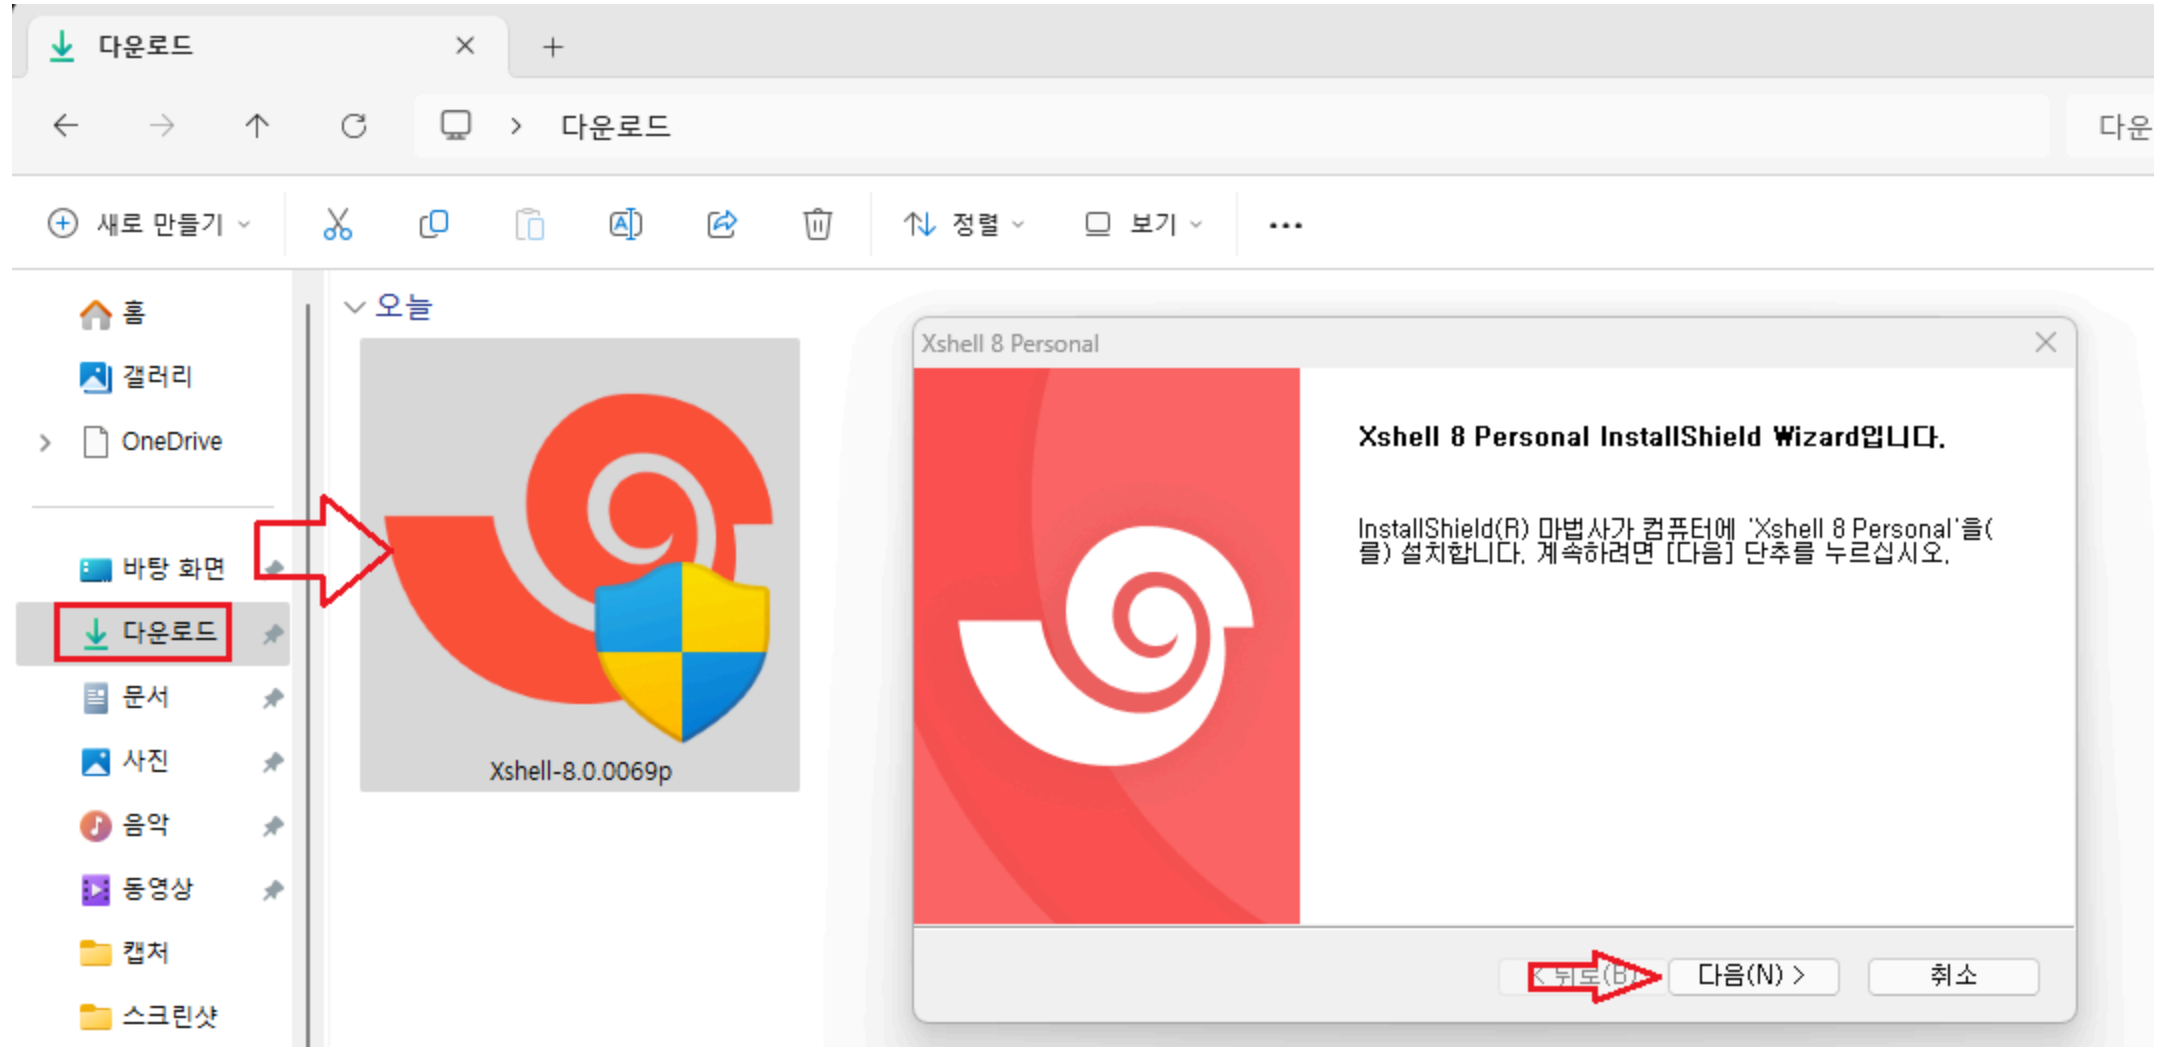 다운로드
다운로드
다운
새로 만들기
정렬
보기
홈
갤러리
OneDrive
바탕 화면
다운로드
문서
사진
음악
동영상
캡처
스크린샷
오늘
Xshell-8.0.0069p
Xshell 8 Personal
Xshell 8 Personal InstallShield Wizard입니다.
InstallShield(R) 마법사가 컴퓨터에 'Xshell 8 Personal'을(
를) 설치합니다. 계속하려면 [다음] 단추를 누르십시오.
< 뒤로(B)
다음(N) >
취소